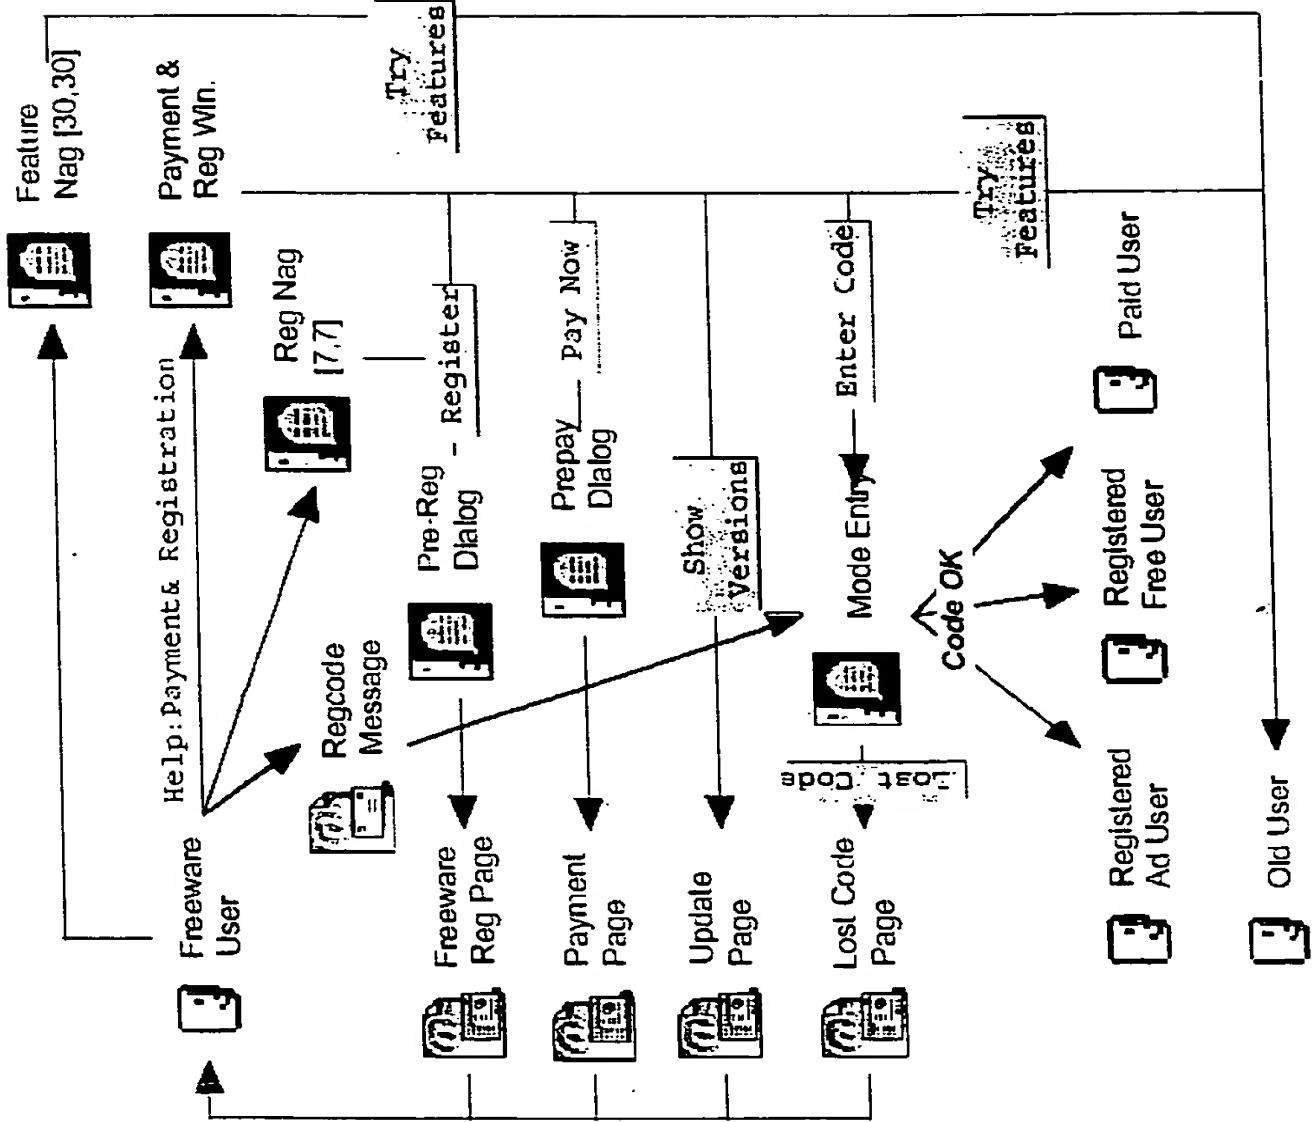 Freeware
User
Help:Payment& Registration
Feature
Nag [30,30]
Payment &
Reg Win.
Reg Nag
[7,7]
Try
Features
Regcode
Message
Pre-Reg
Dialog
Register
Freeware
Reg Page
Prepay
Dialog
Pay Now
Payment
Page
Show
Versions
Update
Page
Mode Entry
Enter Code
Lost Code
Lost Code
Page
Code OK
Try
Features
Registered
Ad User
Registered
Free User
Paid User
Old User